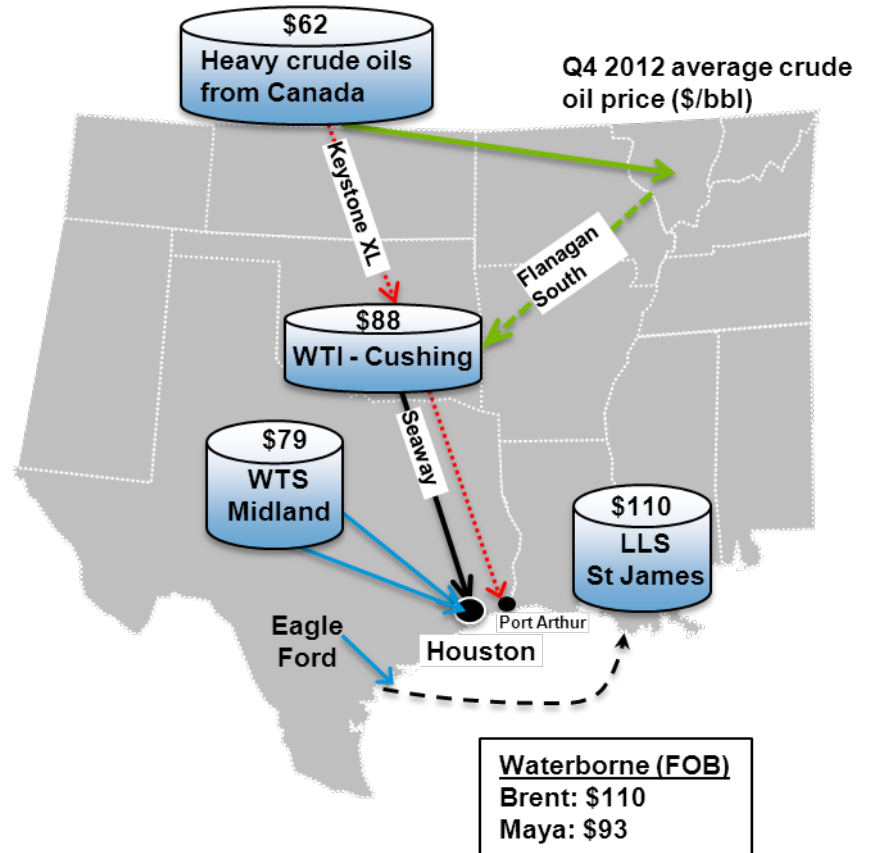 $62
Heavy crude oils
from Canada
Q4 2012 average crude
oil price ($/bbl)
Keystone XL
Flanagan
South
$88
WTI - Cushing
Seaway
$79
WTS
Midland
$110
LLS
St James
Port Arthur
Eagle
Ford
Houston
Waterborne (FOB)
Brent: $110
Maya: $93